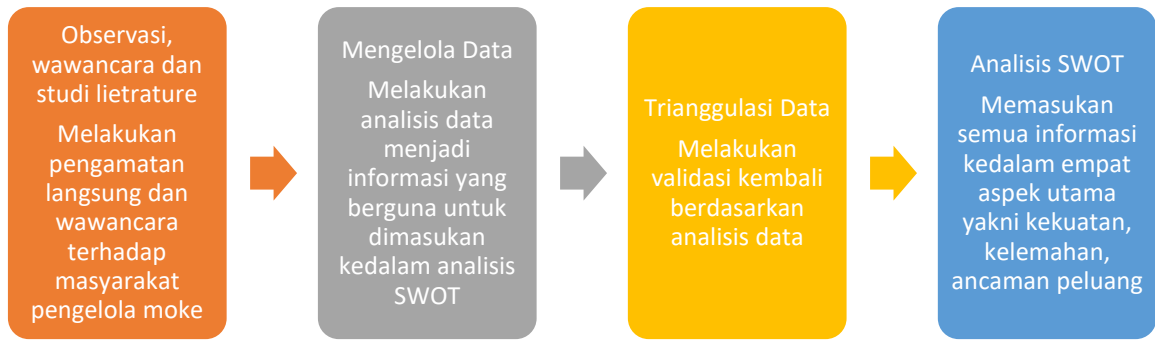 Observasi,
wawancara dan
studi lietrature
Melakukan
pengamatan
langsung dan
wawancara
terhadap
masyarakat
pengelola moke
Mengelola Data
Melakukan
analisis data
menjadi
informasi yang
berguna untuk
dimasukan
kedalam analisis
SWOT
Trianggulasi Data
Melakukan
validasi kembali
berdasarkan
analisis data
Analisis SWOT
Memasukan
semua informasi
kedalam empat
aspek utama
yakni kekuatan,
kelemahan,
ancaman peluang